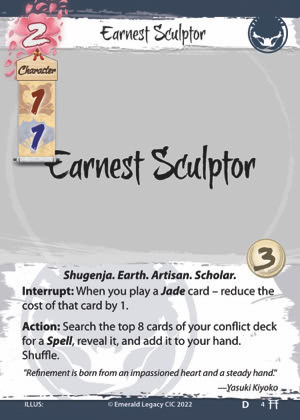 2
Earnest Sculptor
Character
1
1
Earnest Sculptor
3
Shugenja. Earth. Artisan. Scholar.
Interrupt: When you play a Jade card – reduce the
cost of that card by 1.
Action: Search the top 8 cards of your conflict deck
for a Spell, reveal it, and add it to your hand.
Shuffle.
"Refinement is born from an impassioned heart and a steady hand."
—Yasuki Kiyoko
ILLUS: © Emerald Legacy CIC 2022 D 4